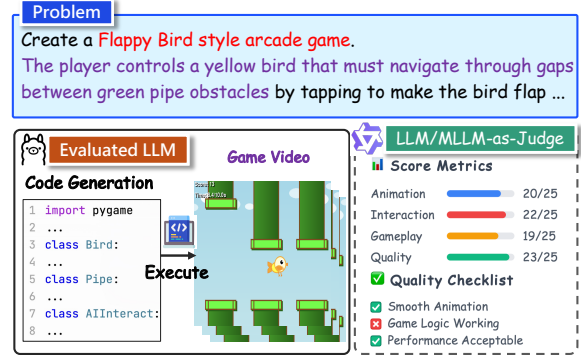 Problem
Create a Flappy Bird style arcade game.
The player controls a yellow bird that must navigate through gaps
between green pipe obstacles by tapping to make the bird flap ...
Evaluated LLM
Code Generation
1 import pygame
2 ...
3 class Bird:
4 ...
5 class Pipe:
6 ...
7 class AIInteract:
8 ...
</>
Execute
Game Video
LLM/MLLM-as-Judge
Score Metrics
Animation 20/25
Interaction 22/25
Gameplay 19/25
Quality 23/25
Quality Checklist
Smooth Animation
Game Logic Working
Performance Acceptable